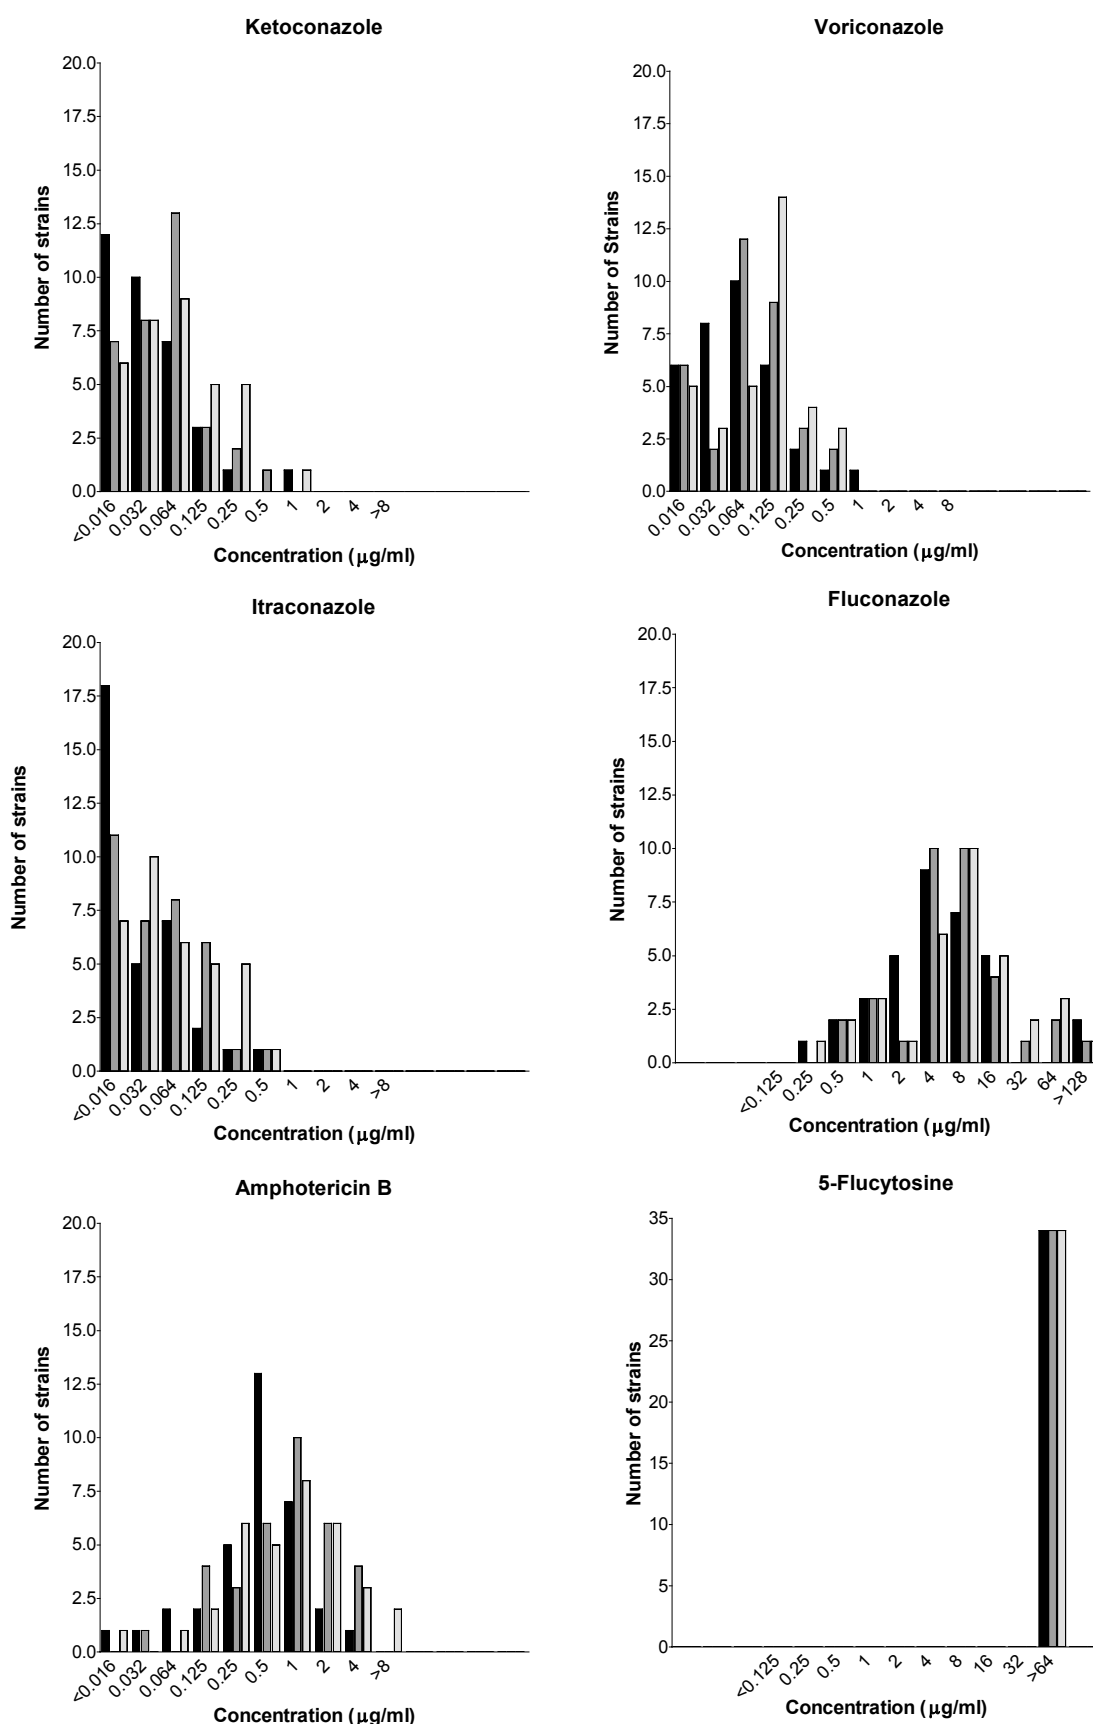 Ketoconazole
20.0
17.5
15.0
12.5
10.0
7.5
5.0
2.5
0.0
Number of strains
<0.016 0.032 0.064 0.125 0.25 0.5 1 2 4 >8
Concentration (μg/ml)
Voriconazole
20.0
17.5
15.0
12.5
10.0
7.5
5.0
2.5
0.0
Number of Strains
0.016 0.032 0.064 0.125 0.25 0.5 1 2 4 8
Concentration (μg/ml)
Itraconazole
20.0
17.5
15.0
12.5
10.0
7.5
5.0
2.5
0.0
Number of strains
<0.016 0.032 0.064 0.125 0.25 0.5 1 2 4 >8
Concentration (μg/ml)
Fluconazole
20.0
17.5
15.0
12.5
10.0
7.5
5.0
2.5
0.0
Number of strains
<0.125 0.25 0.5 1 2 4 8 16 32 64 >128
Concentration (μg/ml)
Amphotericin B
20.0
17.5
15.0
12.5
10.0
7.5
5.0
2.5
0.0
Number of strains
<0.016 0.032 0.064 0.125 0.25 0.5 1 2 4 >8
Concentration (μg/ml)
5-Flucytosine
35
30
25
20
15
10
5
0
Number of strains
<0.125 0.25 0.5 1 2 4 8 16 32 >64
Concentration (μg/ml)